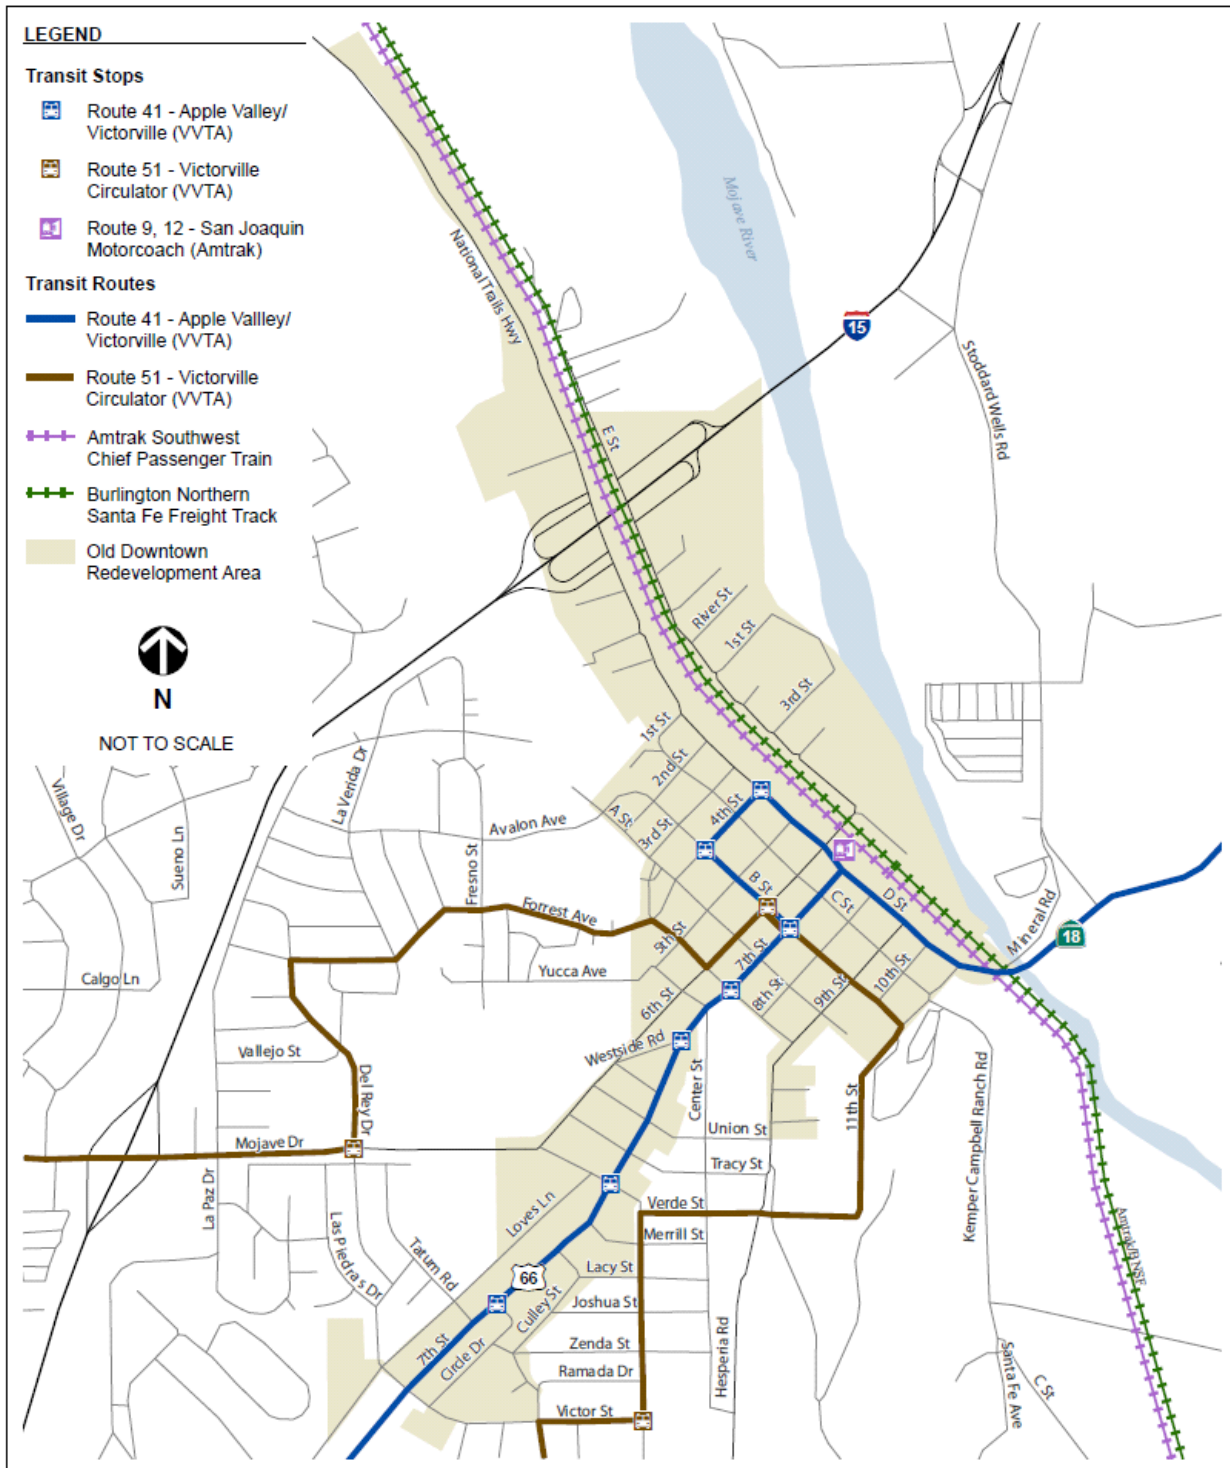 LEGEND
Transit Stops
Route 41 - Apple Valley/
Victorville (VVTA)
Route 51 - Victorville
Circulator (VVTA)
Route 9, 12 - San Joaquin
Motorcoach (Amtrak)
Transit Routes
Route 41 - Apple Vallley/
Victorville (VVTA)
Route 51 - Victorville
Circulator (VVTA)
Amtrak Southwest
Chief Passenger Train
Burlington Northern
Santa Fe Freight Track
Old Downtown
Redevelopment Area
N
NOT TO SCALE
Mojave River
National Trails Hwy
15
Stoddard Wells Rd
E St
River St
1st St
3rd St
1st St
2nd St
La Verida Dr
Village Dr
Sueno Ln
A St
3rd St
4th St
Avalon Ave
Fresno St
B St
C St
D St
Forrest Ave
Mineral Rd
18
5th St
7th St
Yucca Ave
Calgo Ln
6th St
8th St
9th St
10th St
Westside Rd
Vallejo St
Del Rey Dr
Center St
11th St
Kemper Campbell Ranch Rd
Union St
Mojave Dr
Tracy St
La Paz Dr
Loves Ln
Verde St
Merrill St
Las Piedras Dr
Tatum Rd
Amtrak/BNSF
66
Lacy St
Culley St
Joshua St
7th St
Circle Dr
Zenda St
Hesperia Rd
Ramada Dr
Santa Fe Ave
C St
Victor St